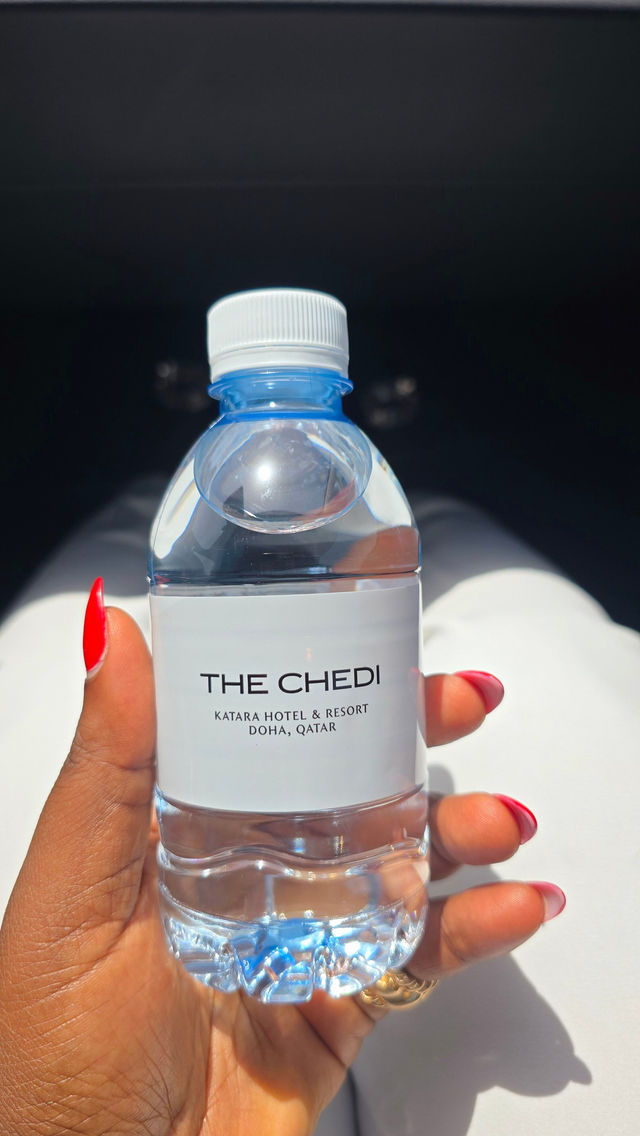 THE CHEDI
KATARA HOTEL & RESORT
DOHA, QATAR